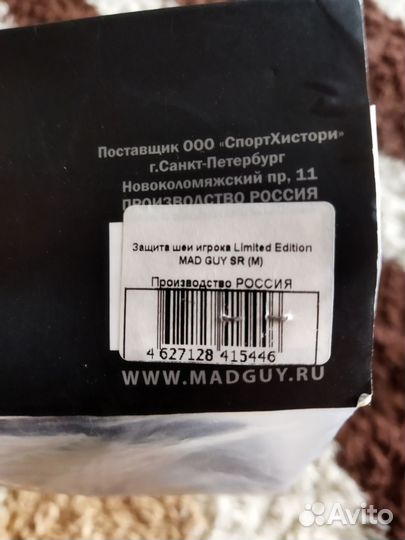 Поставщик ООО «СпортХистори»
г.Санкт-Петербург
Новоколомяжский пр, 11
ПРОИЗВОДСТВО РОССИЯ
Защита шеи игрока Limited Edition
MAD GUY SR (M)
Производство РОССИЯ
4 627128 415446
WWW.MADGUY.RU
Avito